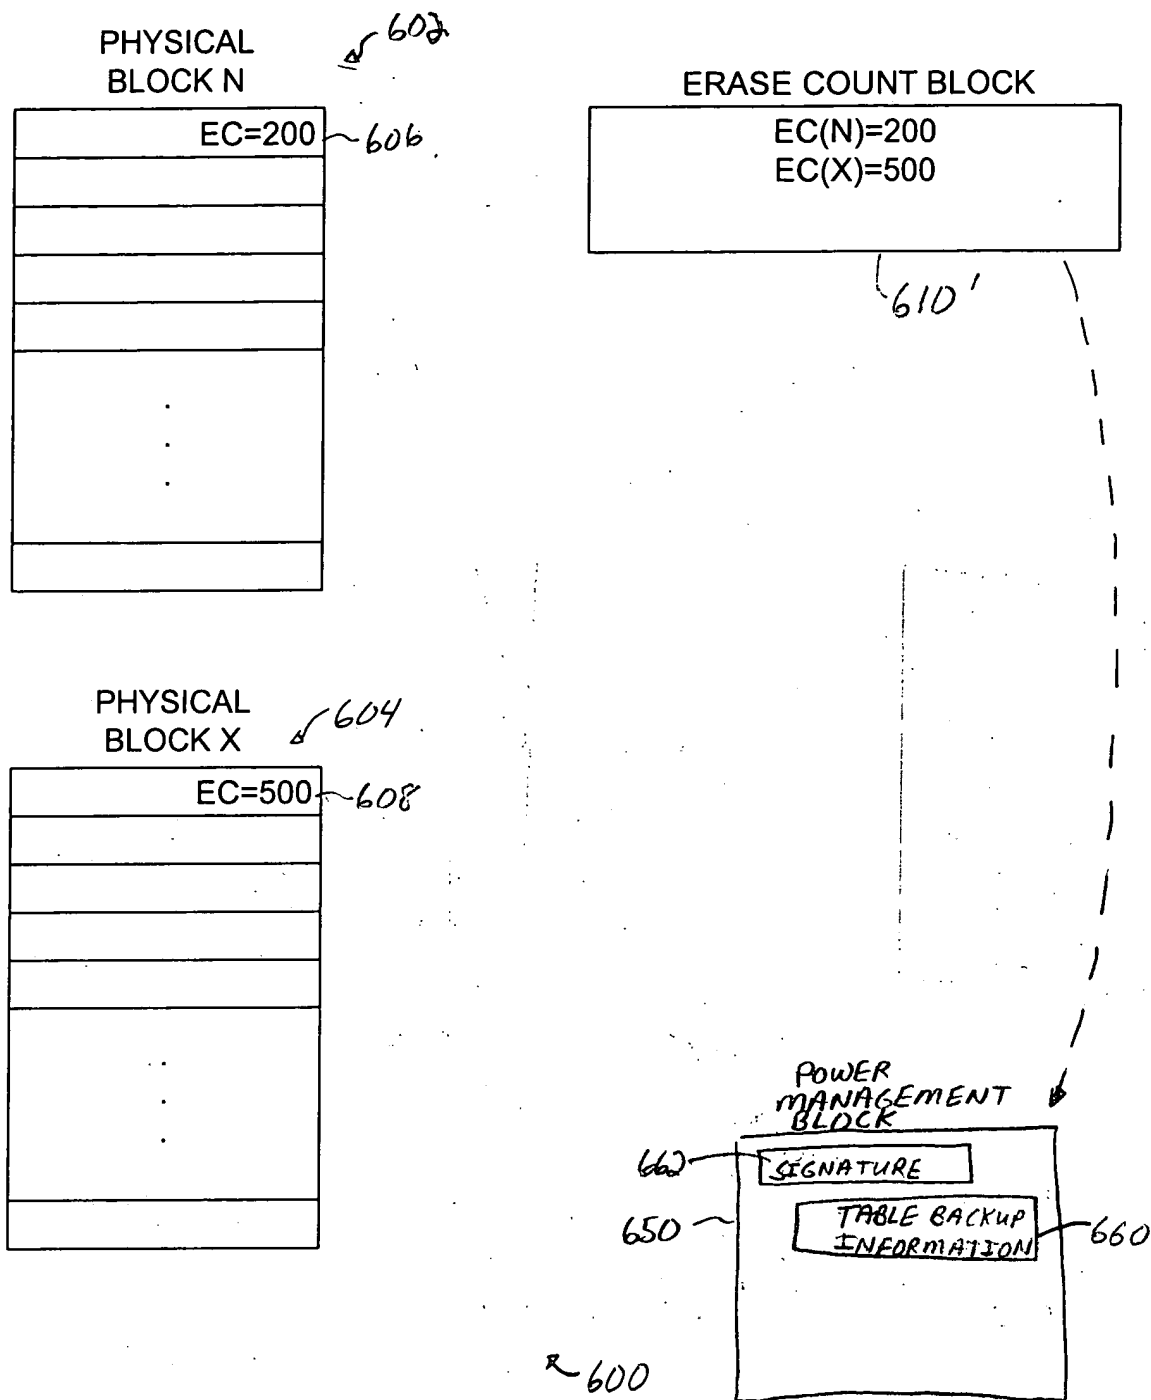 PHYSICAL
BLOCK N
602
EC=200
606
ERASE COUNT BLOCK
EC(N)=200
EC(X)=500
610'
PHYSICAL
BLOCK X
604
EC=500
608
POWER
MANAGEMENT
BLOCK
662
SIGNATURE
650
TABLE BACKUP
INFORMATION
660
600